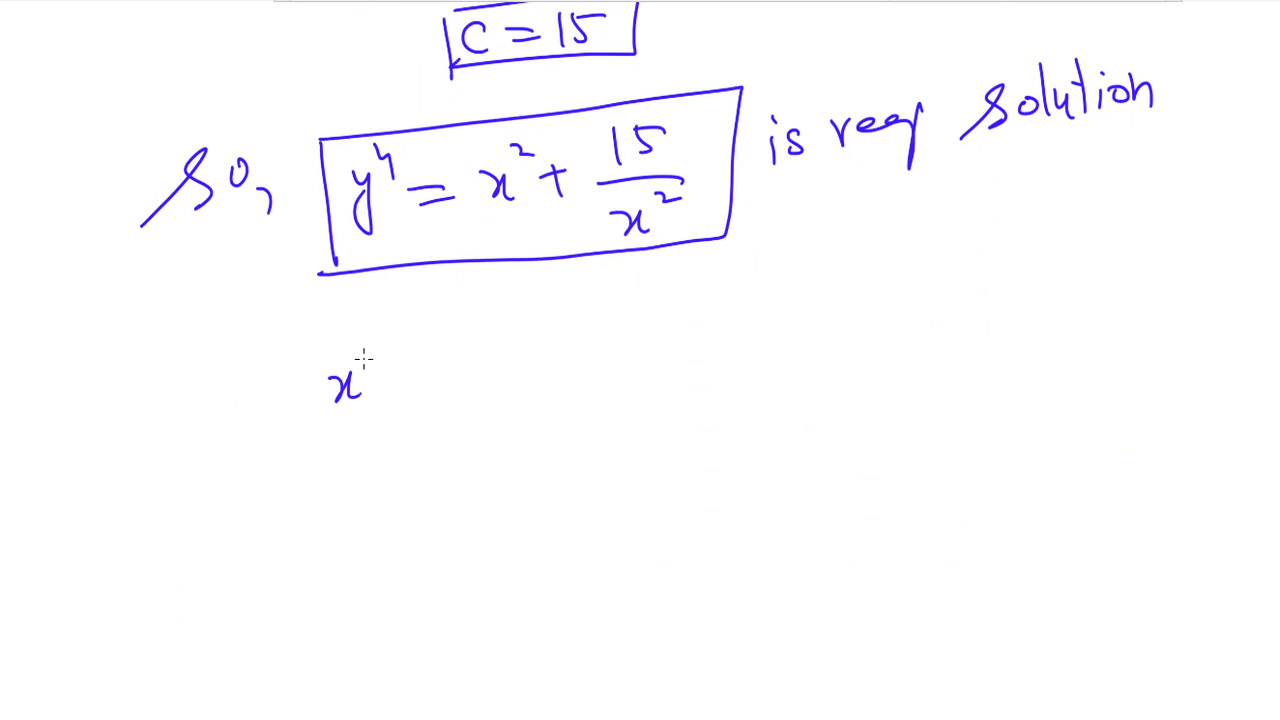 C = 15
So, y⁴ = x² + 15/x² is req solution
x